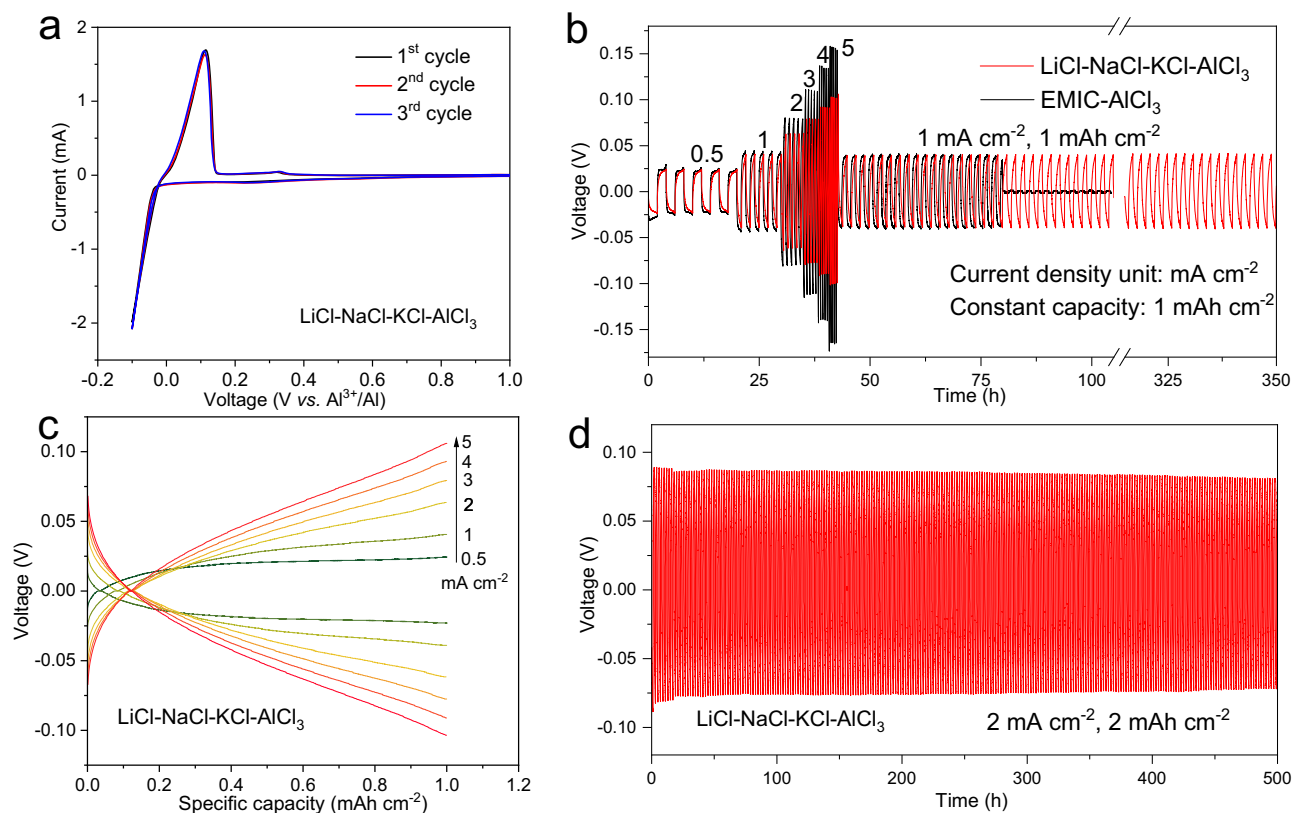 a
2
1
0
-1
-2
Current (mA)
1st cycle
2nd cycle
3rd cycle
LiCl-NaCl-KCl-AlCl3
-0.2 0.0 0.2 0.4 0.6 0.8 1.0
Voltage (V vs. Al3+/Al)
b
0.15
0.10
0.05
0.00
-0.05
-0.10
-0.15
Voltage (V)
0.5
1
2
3
4
5
LiCl-NaCl-KCl-AlCl3
EMIC-AlCl3
1 mA cm-2, 1 mAh cm-2
Current density unit: mA cm-2
Constant capacity: 1 mAh cm-2
0 25 50 75 100 325 350
Time (h)
c
0.10
0.05
0.00
-0.05
-0.10
Voltage (V)
5
4
3
2
1
0.5
mA cm-2
LiCl-NaCl-KCl-AlCl3
0.0 0.2 0.4 0.6 0.8 1.0 1.2
Specific capacity (mAh cm-2)
d
0.10
0.05
0.00
-0.05
-0.10
Voltage (V)
LiCl-NaCl-KCl-AlCl3
2 mA cm-2, 2 mAh cm-2
0 100 200 300 400 500
Time (h)